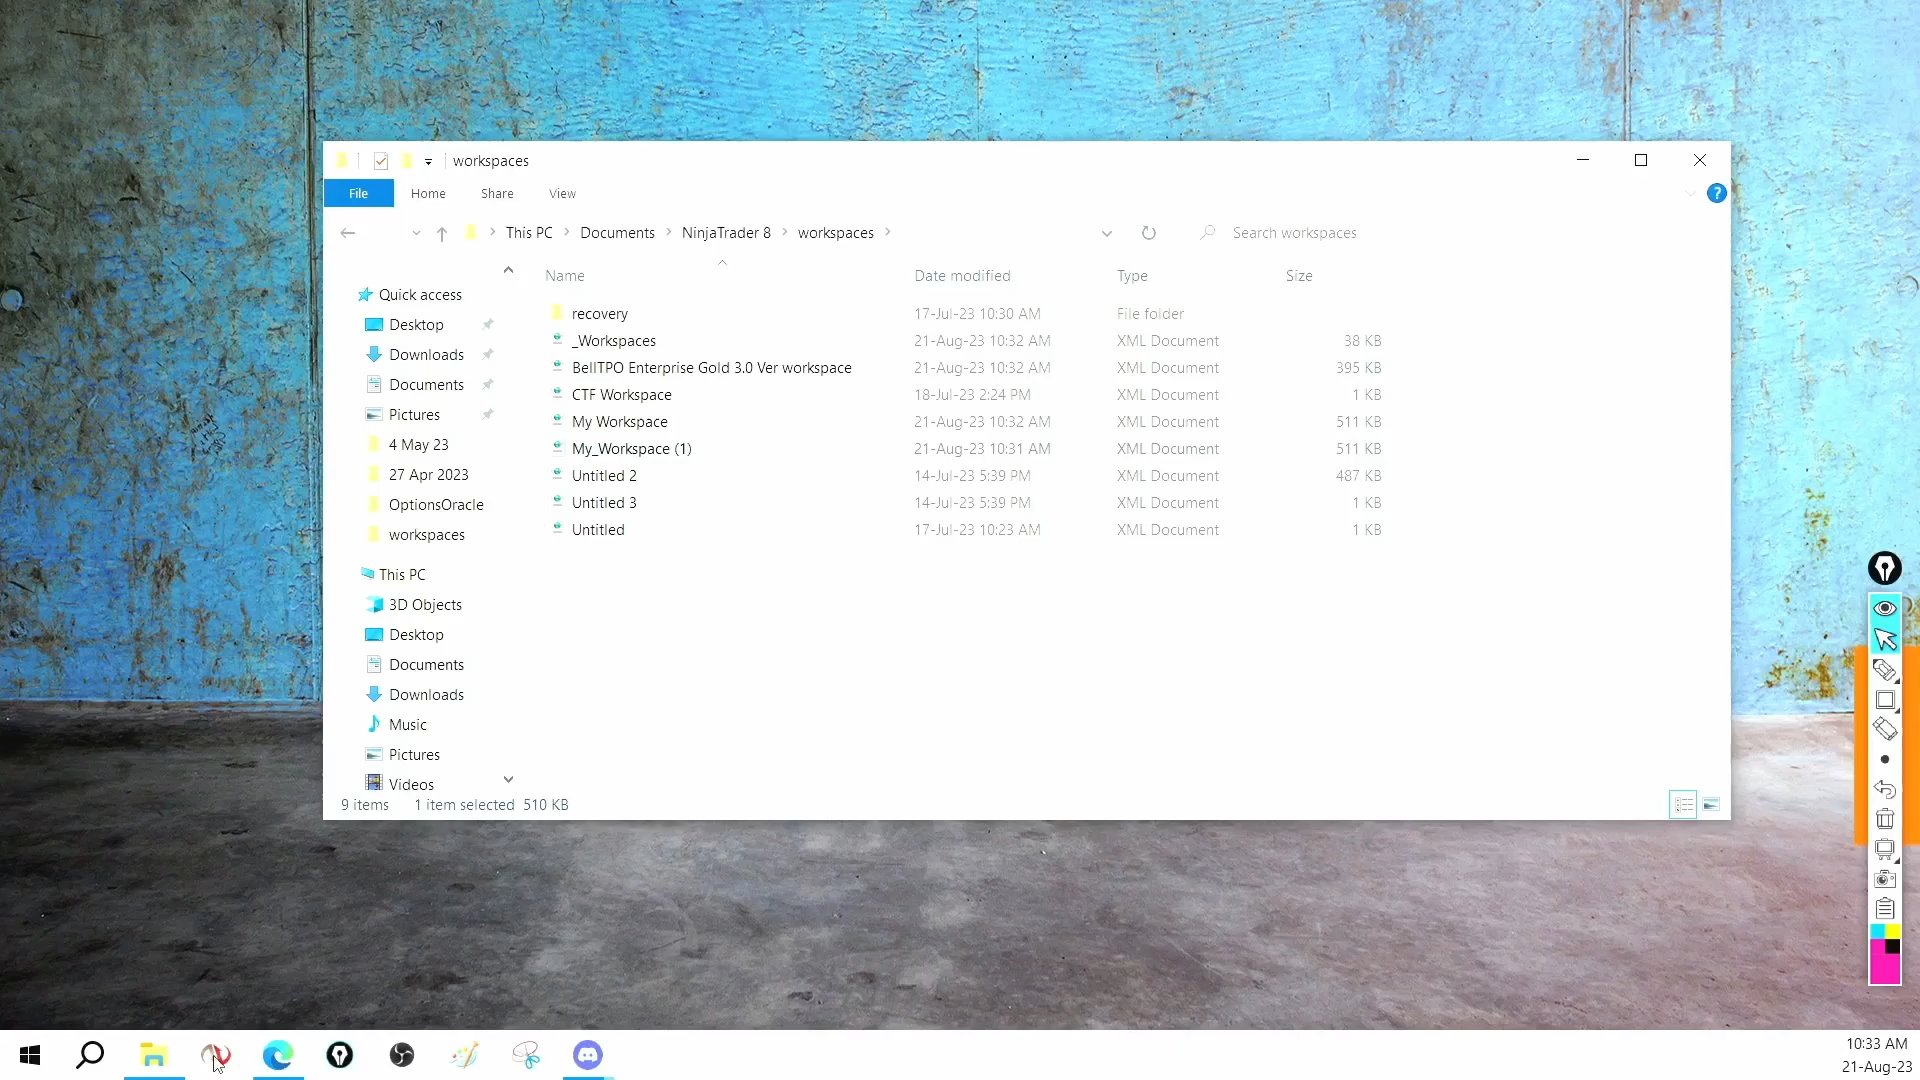 workspaces
File Home Share View ?
This PC > Documents > NinjaTrader 8 > workspaces > Search workspaces
Name Date modified Type Size
Quick access
Desktop
Downloads
Documents
Pictures
4 May 23
27 Apr 2023
OptionsOracle
workspaces
This PC
3D Objects
Desktop
Documents
Downloads
Music
Pictures
Videos
recovery 17-Jul-23 10:30 AM File folder
_Workspaces 21-Aug-23 10:32 AM XML Document 38 KB
BellTPO Enterprise Gold 3.0 Ver workspace 21-Aug-23 10:32 AM XML Document 395 KB
CTF Workspace 18-Jul-23 2:24 PM XML Document 1 KB
My Workspace 21-Aug-23 10:32 AM XML Document 511 KB
My_Workspace (1) 21-Aug-23 10:31 AM XML Document 511 KB
Untitled 2 14-Jul-23 5:39 PM XML Document 487 KB
Untitled 3 14-Jul-23 5:39 PM XML Document 1 KB
Untitled 17-Jul-23 10:23 AM XML Document 1 KB
9 items 1 item selected 510 KB
10:33 AM
21-Aug-23